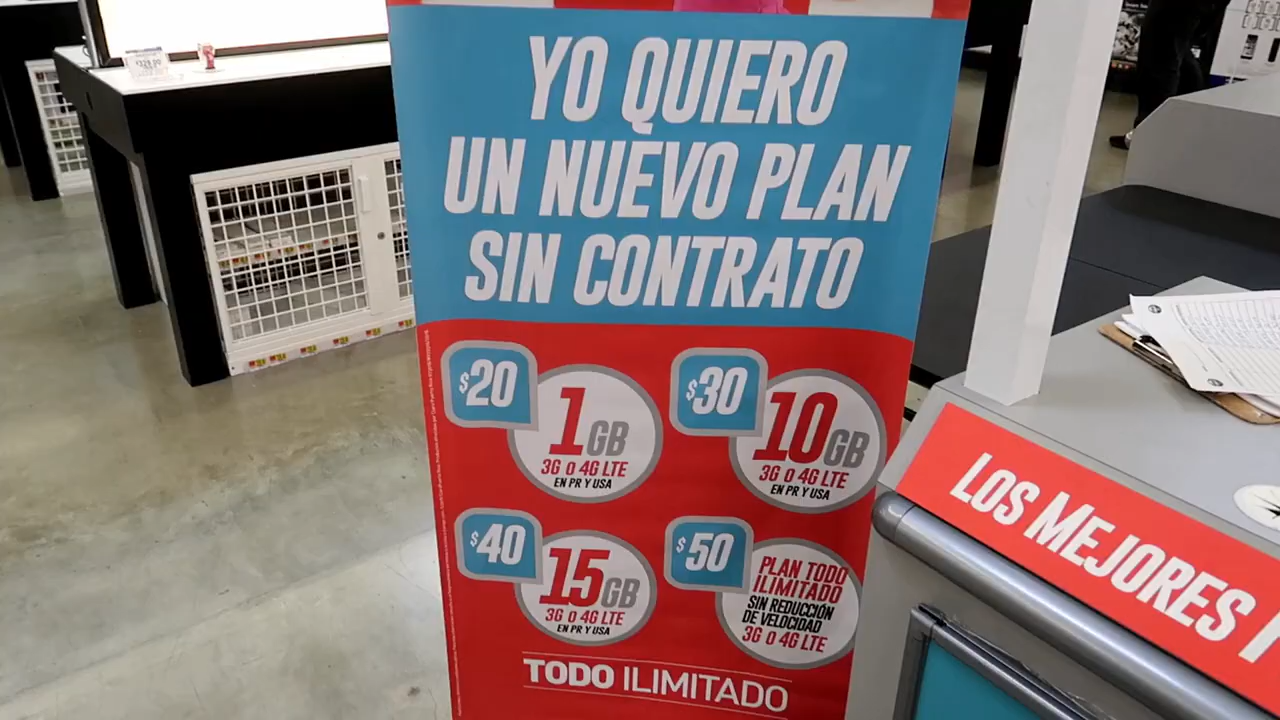 YO QUIERO
UN NUEVO PLAN
SIN CONTRATO
$20
1GB
3G O 4G LTE
EN PR Y USA
$30
10GB
3G O 4G LTE
EN PR Y USA
$40
15GB
3G O 4G LTE
EN PR Y USA
$50
PLAN TODO
ILIMITADO
SIN REDUCCIÓN
DE VELOCIDAD
3G O 4G LTE
TODO ILIMITADO
LOS MEJORES